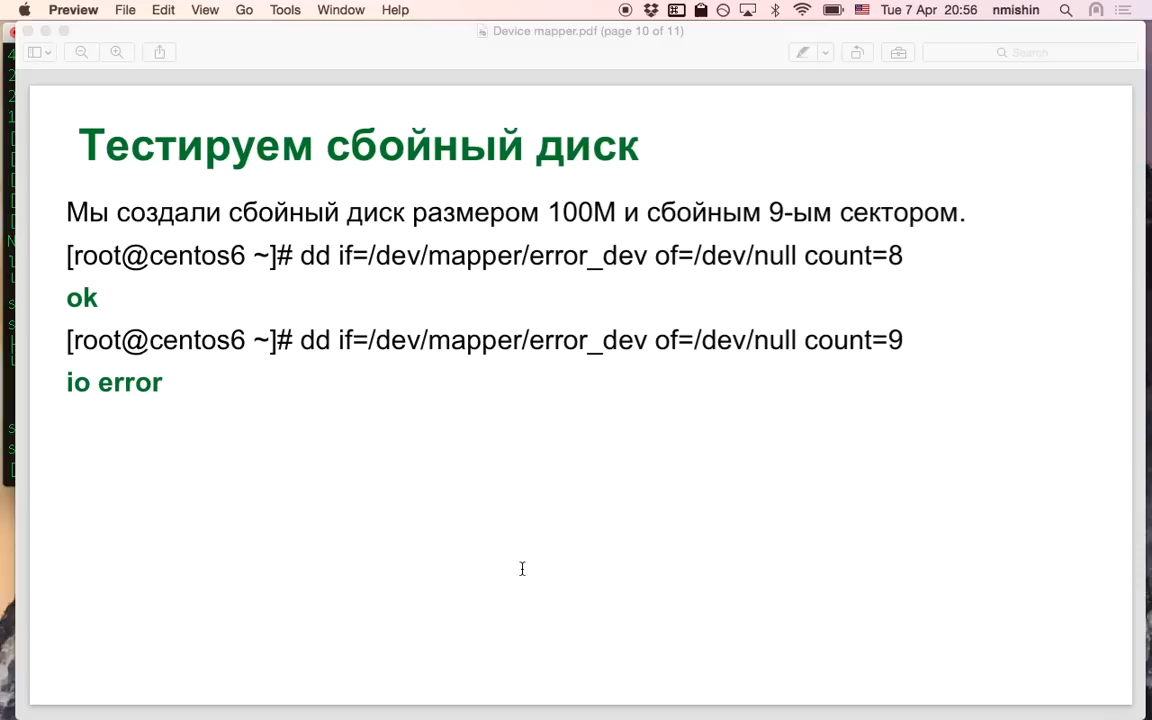 Preview File Edit View Go Tools Window Help Tue 7 Apr 20:56 nmishin
Device mapper.pdf (page 10 of 11)
Search
Тестируем сбойный диск
Мы создали сбойный диск размером 100М и сбойным 9-ым сектором.
[root@centos6 ~]# dd if=/dev/mapper/error_dev of=/dev/null count=8
ok
[root@centos6 ~]# dd if=/dev/mapper/error_dev of=/dev/null count=9
io error